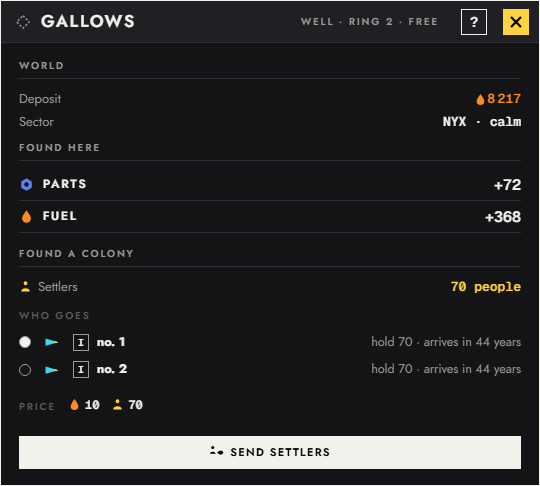 GALLOWS WELL · RING 2 · FREE ?
WORLD
Deposit 8 217
Sector NYX · calm
FOUND HERE
PARTS +72
FUEL +368
FOUND A COLONY
Settlers 70 people
WHO GOES
I no. 1 hold 70 · arrives in 44 years
I no. 2 hold 70 · arrives in 44 years
PRICE 10 70
SEND SETTLERS